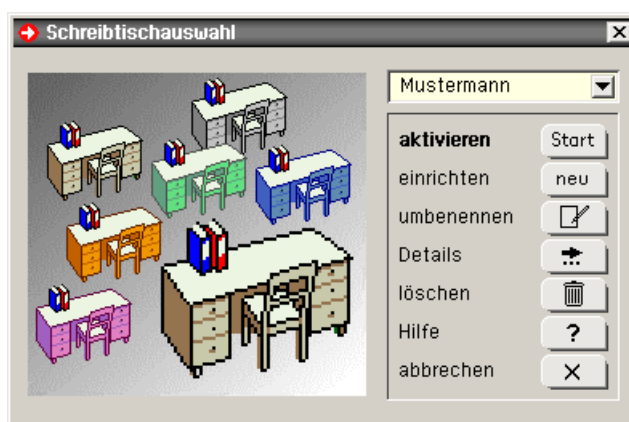 Schreibtischauswahl
Mustermann
aktivieren Start
einrichten neu
umbenennen
Details
löschen
Hilfe ?
abbrechen